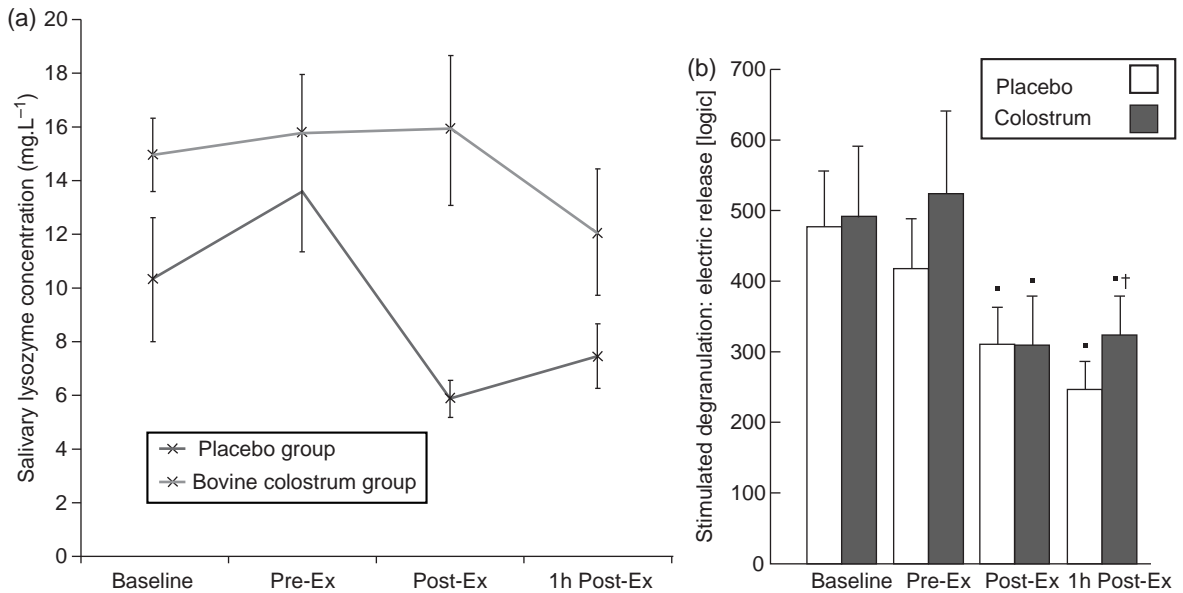 (a)
Salivary lysozyme concentration (mg.L⁻¹)
20
18
16
14
12
10
8
6
4
2
0
Placebo group
Bovine colostrum group
Baseline
Pre-Ex
Post-Ex
1h Post-Ex
(b)
Stimulated degranulation: electric release [logic]
700
600
500
400
300
200
100
0
Placebo
Colostrum
▪
▪
▪
▪†
Baseline
Pre-Ex
Post-Ex
1h Post-Ex